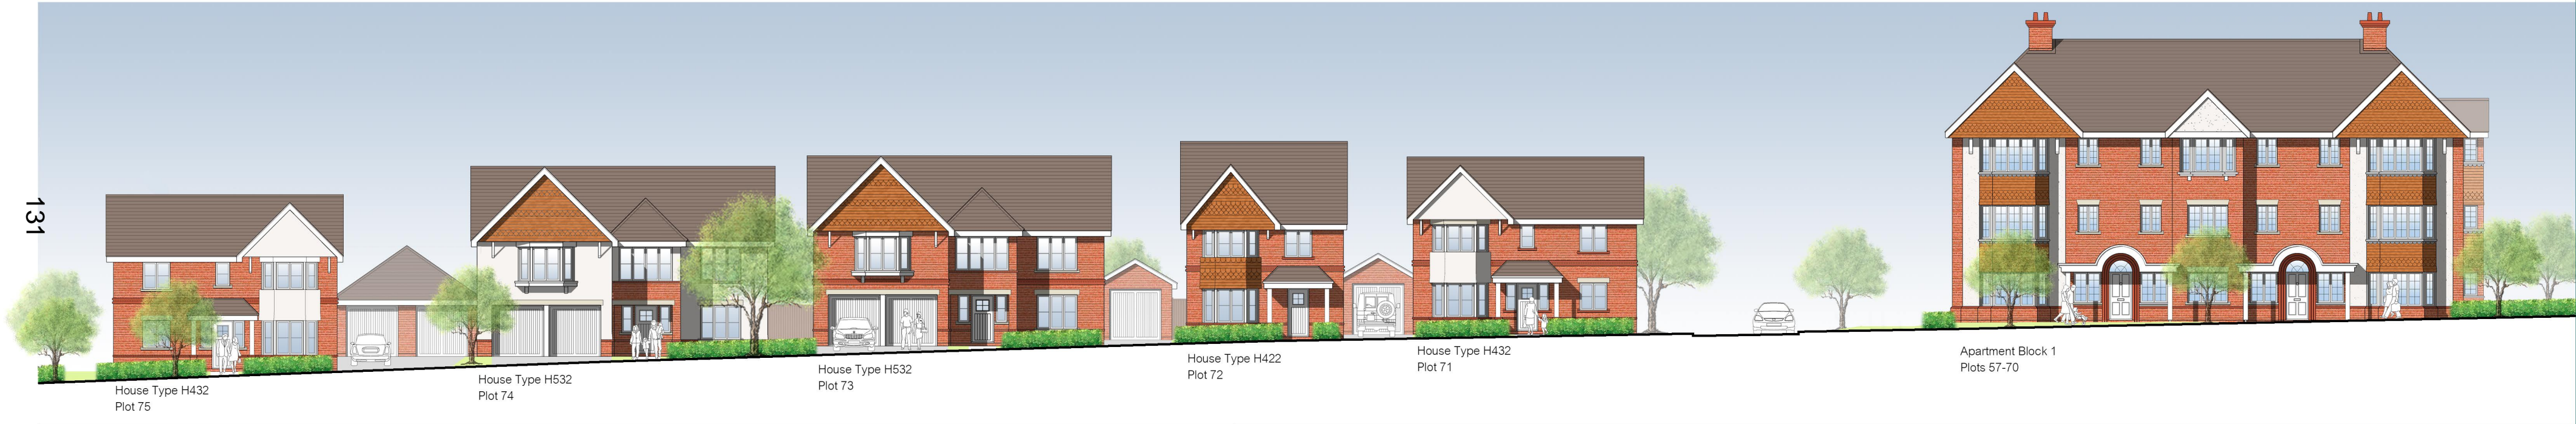 131
House Type H432
Plot 75
House Type H532
Plot 74
House Type H532
Plot 73
House Type H422
Plot 72
House Type H432
Plot 71
Apartment Block 1
Plots 57-70